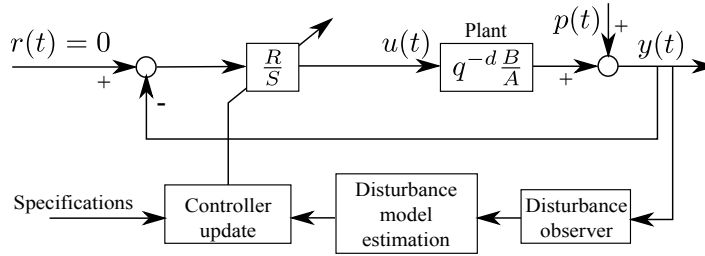 r(t) = 0
+
-
R/S
u(t)
Plant
q^{-d} B/A
p(t)
+
+
y(t)
Specifications
Controller
update
Disturbance
model
estimation
Disturbance
observer